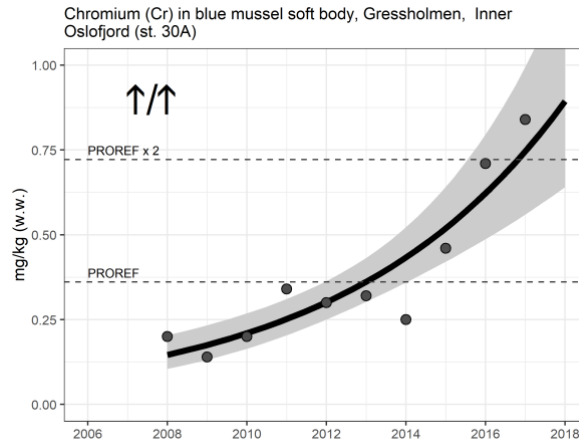 Chromium (Cr) in blue mussel soft body, Gressholmen,  Inner
Oslofjord (st. 30A)
1.00
↑/↑
PROREF x 2
0.75
mg/kg (w.w.)
0.50
PROREF
0.25
0.00
2006 2008 2010 2012 2014 2016 2018